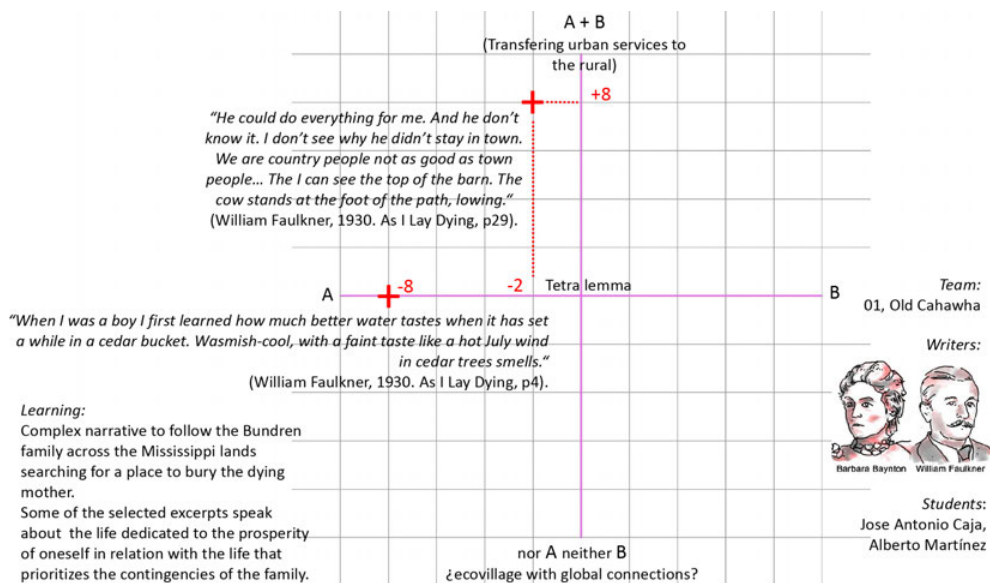 A + B
(Transfering urban services to
the rural)
+8
“He could do everything for me. And he don’t
know it. I don’t see why he didn’t stay in town.
We are country people not as good as town
people... The I can see the top of the barn. The
cow stands at the foot of the path, lowing.“
(William Faulkner, 1930. As I Lay Dying, p29).
A
-8
-2
Tetra lemma
B
“When I was a boy I first learned how much better water tastes when it has set
a while in a cedar bucket. Wasmish-cool, with a faint taste like a hot July wind
in cedar trees smells.“
(William Faulkner, 1930. As I Lay Dying, p4).
Team:
01, Old Cahawha
Writers:
Barbara Baynton
William Faulkner
Students:
Jose Antonio Caja,
Alberto Martínez
Learning:
Complex narrative to follow the Bundren
family across the Mississippi lands
searching for a place to bury the dying
mother.
Some of the selected excerpts speak
about  the life dedicated to the prosperity
of oneself in relation with the life that
prioritizes the contingencies of the family.
nor A neither B
¿ecovillage with global connections?